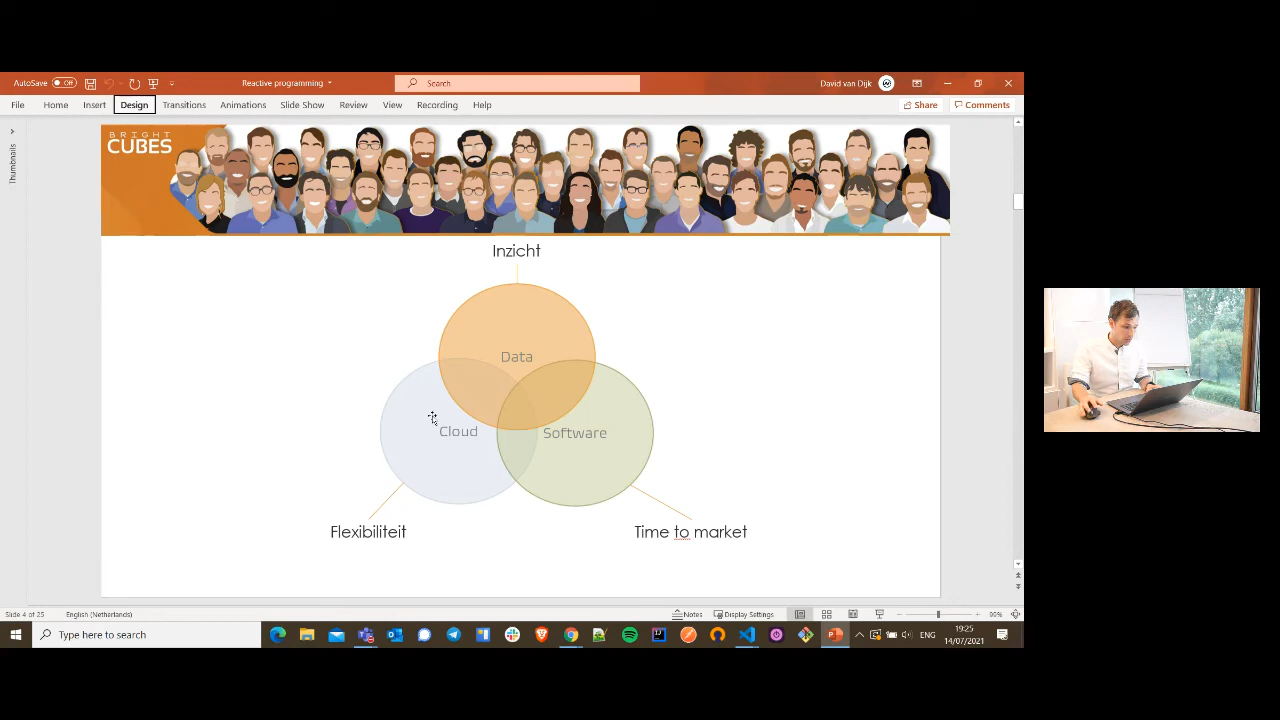 AutoSave Off Reactive programming Search David van Dijk
File Home Insert Design Transitions Animations Slide Show Review View Recording Help Share Comments
Thumbnails
BRIGHT
CUBES
Inzicht
Data
Cloud
Software
Flexibiliteit
Time to market
Slide 4 of 25 English (Netherlands) Notes Display Settings 99%
Type here to search ENG 19:25
14/07/2021